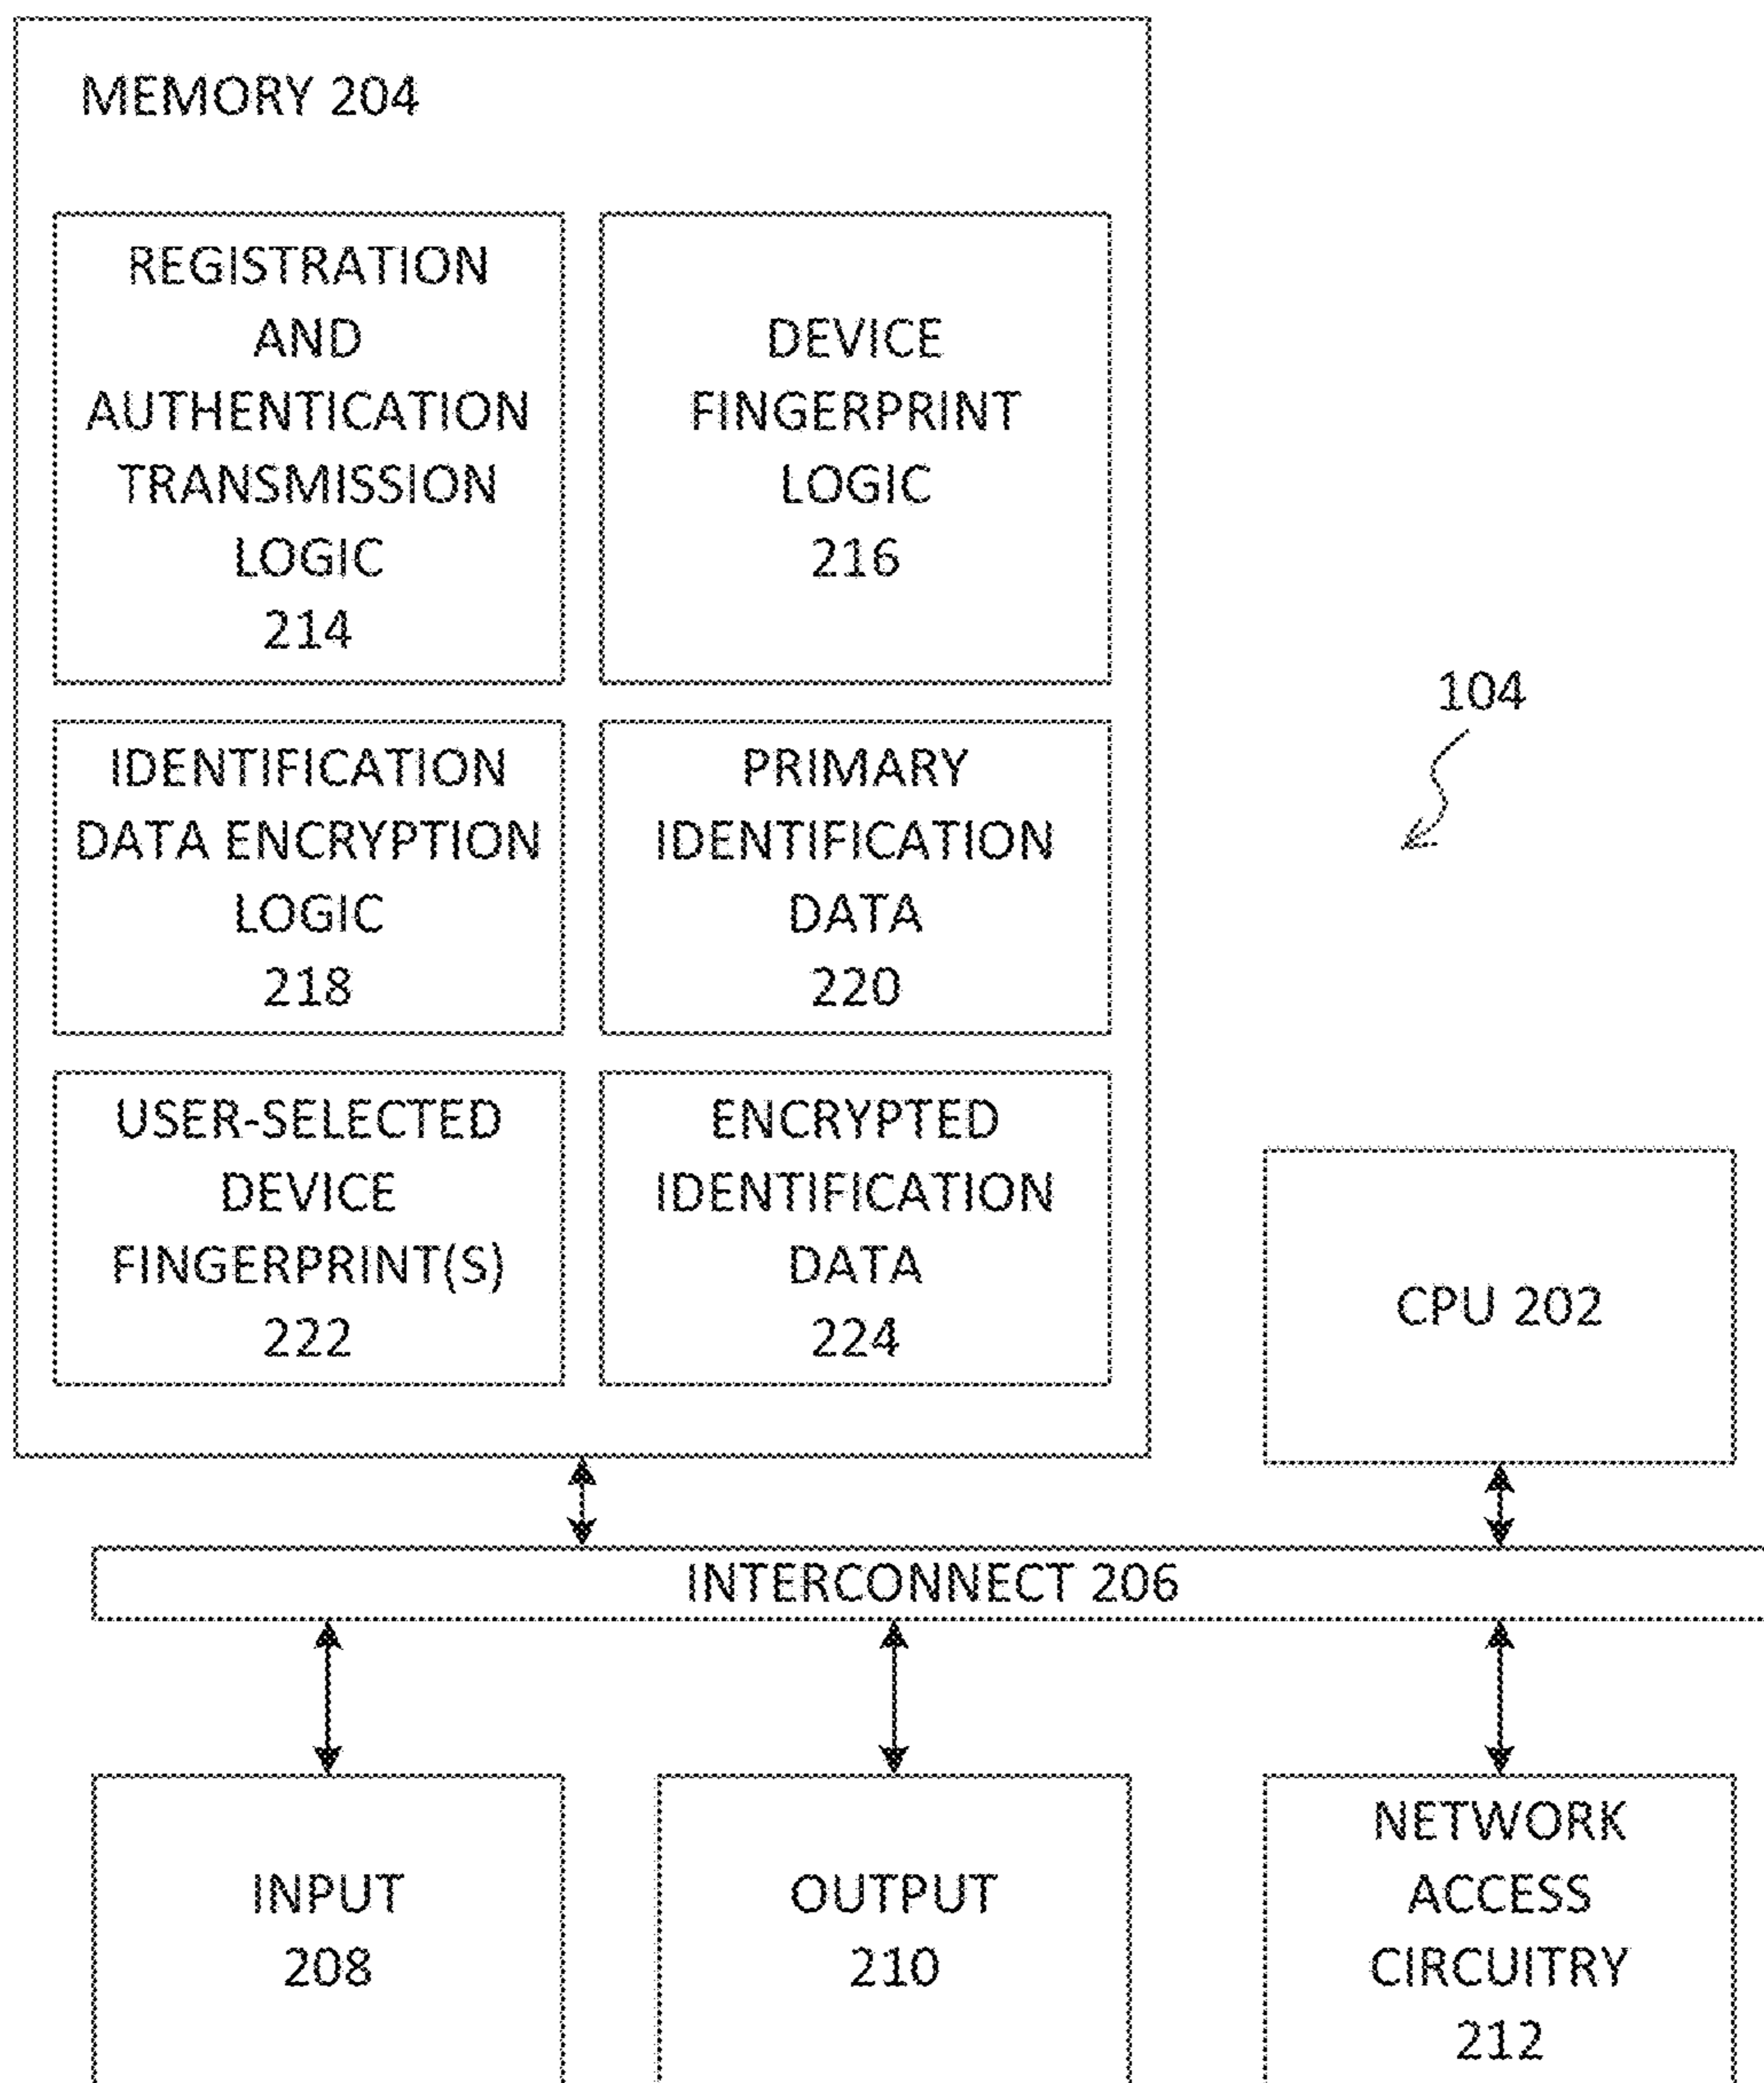 MEMORY 204
REGISTRATION
AND
AUTHENTICATION
TRANSMISSION
LOGIC
214
DEVICE
FINGERPRINT
LOGIC
216
IDENTIFICATION
DATA ENCRYPTION
LOGIC
218
PRIMARY
IDENTIFICATION
DATA
220
USER-SELECTED
DEVICE
FINGERPRINT(S)
222
ENCRYPTED
IDENTIFICATION
DATA
224
104
CPU 202
INTERCONNECT 206
INPUT
208
OUTPUT
210
NETWORK
ACCESS
CIRCUITRY
212